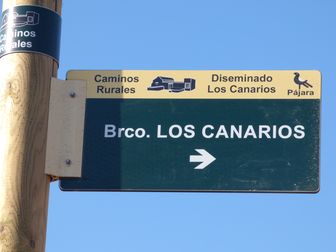 Caminos
Rurales
Caminos
Rurales
Diseminado
Los Canarios
Pájara
Brco. LOS CANARIOS